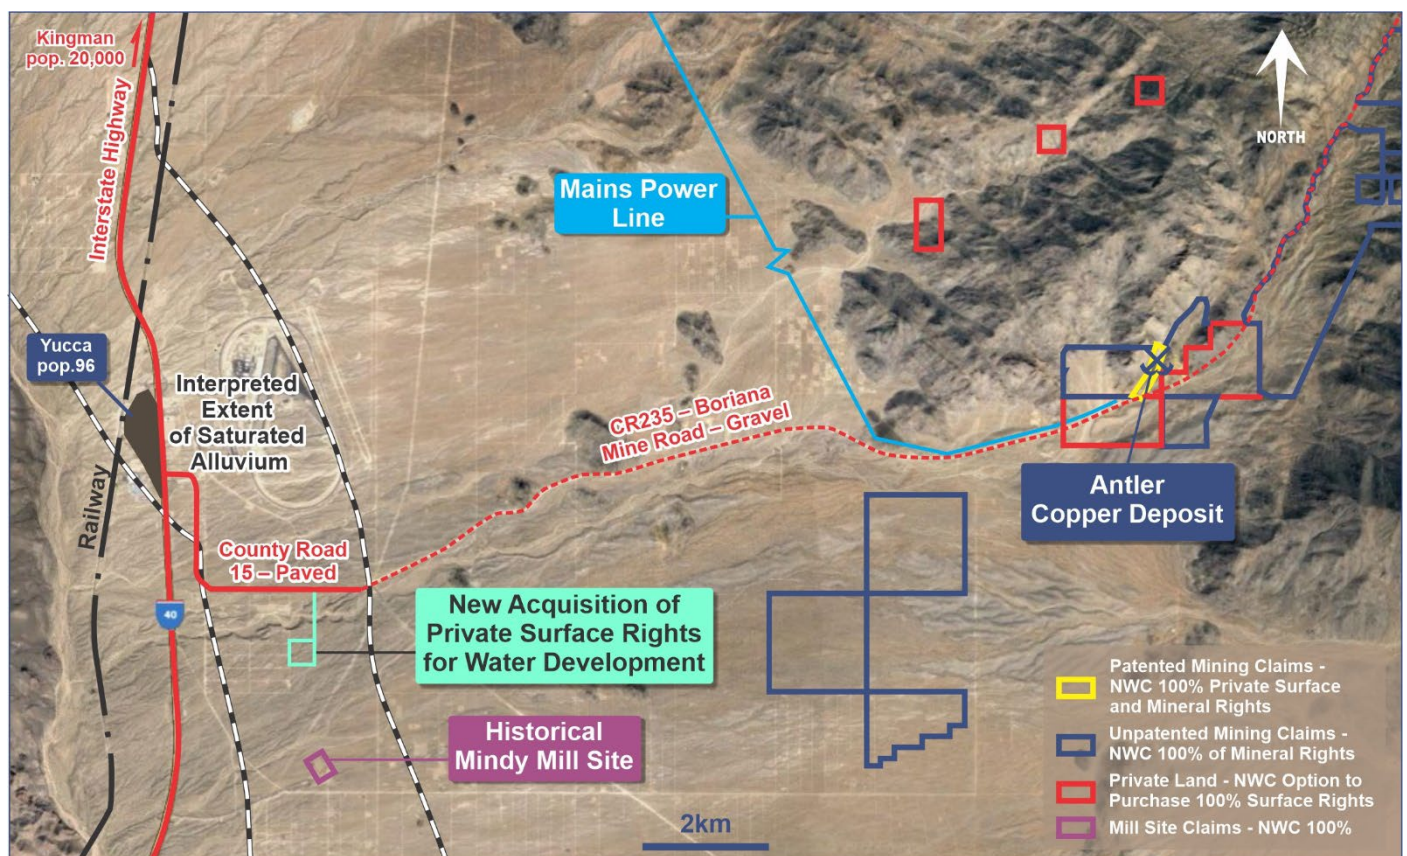 Kingman
pop. 20,000
Interstate Highway
Mains Power
Line
NORTH
Yucca
pop.96
Interpreted
Extent
of Saturated
Alluvium
Railway
CR235 – Boriana
Mine Road – Gravel
Antler
Copper Deposit
County Road
15 – Paved
40
New Acquisition of
Private Surface Rights
for Water Development
Historical
Mindy Mill Site
2km
Patented Mining Claims -
NWC 100% Private Surface
and Mineral Rights
Unpatented Mining Claims -
NWC 100% of Mineral Rights
Private Land - NWC Option to
Purchase 100% Surface Rights
Mill Site Claims - NWC 100%